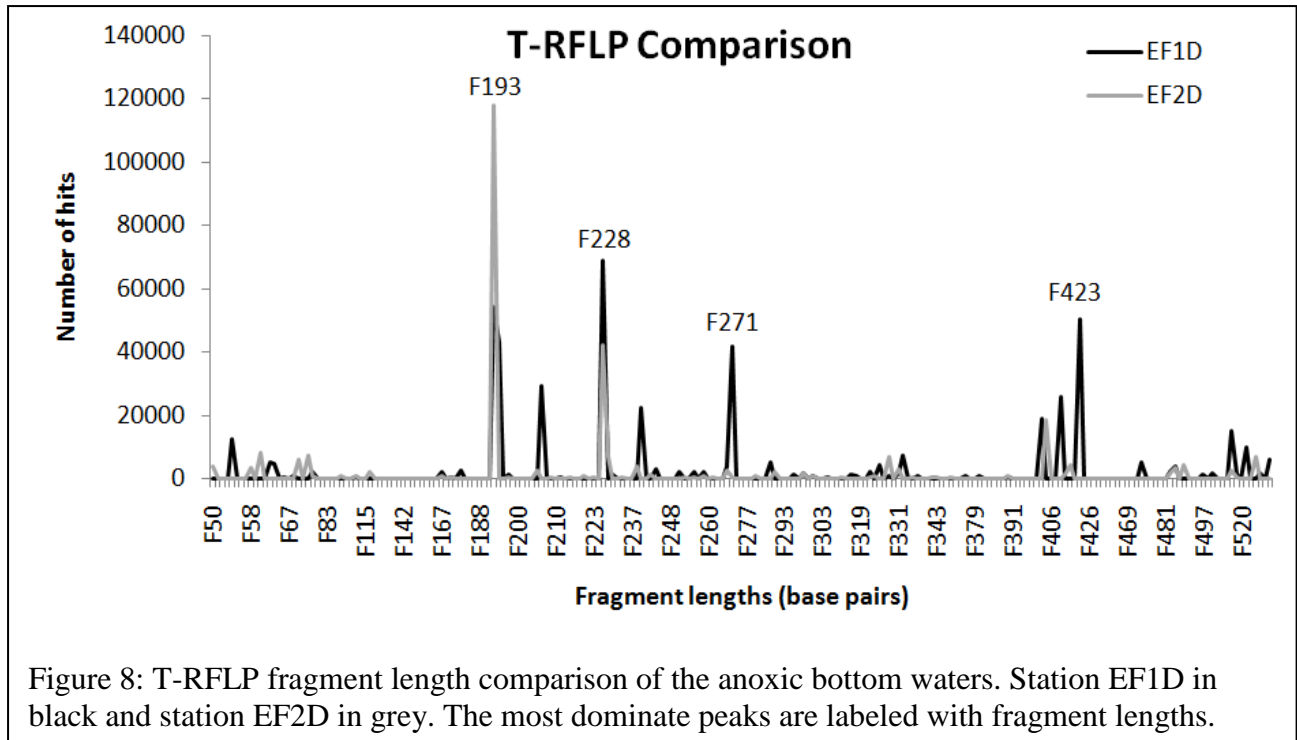 T-RFLP Comparison
EF1D
EF2D
140000
120000
100000
80000
60000
40000
20000
0
Number of hits
F193
F228
F271
F423
F50
F58
F67
F83
F115
F142
F167
F188
F200
F210
F223
F237
F248
F260
F277
F293
F303
F319
F331
F343
F379
F391
F406
F426
F469
F481
F497
F520
Fragment lengths (base pairs)
Figure 8: T-RFLP fragment length comparison of the anoxic bottom waters. Station EF1D in
black and station EF2D in grey. The most dominate peaks are labeled with fragment lengths.